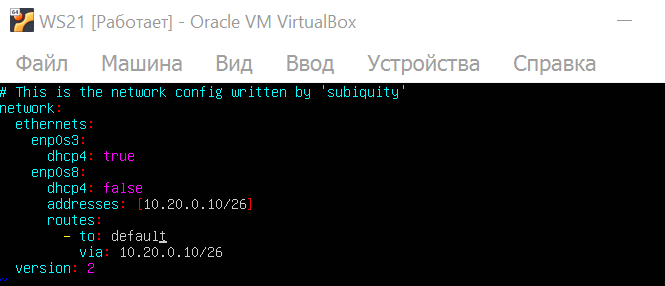 64
WS21 [Работает] - Oracle VM VirtualBox
Файл Машина Вид Ввод Устройства Справка
# This is the network config written by 'subiquity'
network:
  ethernets:
    enp0s3:
      dhcp4: true
    enp0s8:
      dhcp4: false
      addresses: [10.20.0.10/26]
      routes:
        - to: default
          via: 10.20.0.10/26
  version: 2
~